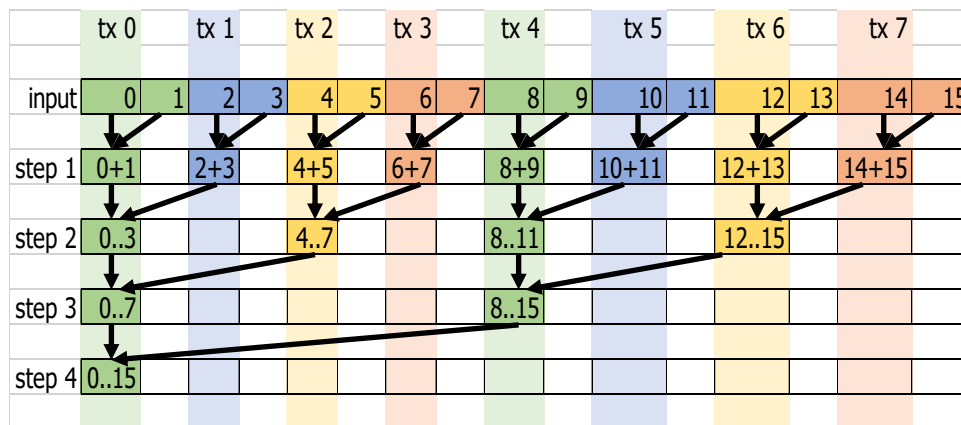 tx 0 tx 1 tx 2 tx 3 tx 4 tx 5 tx 6 tx 7
input 0 1 2 3 4 5 6 7 8 9 10 11 12 13 14 15
step 1 0+1 2+3 4+5 6+7 8+9 10+11 12+13 14+15
step 2 0..3 4..7 8..11 12..15
step 3 0..7 8..15
step 4 0..15